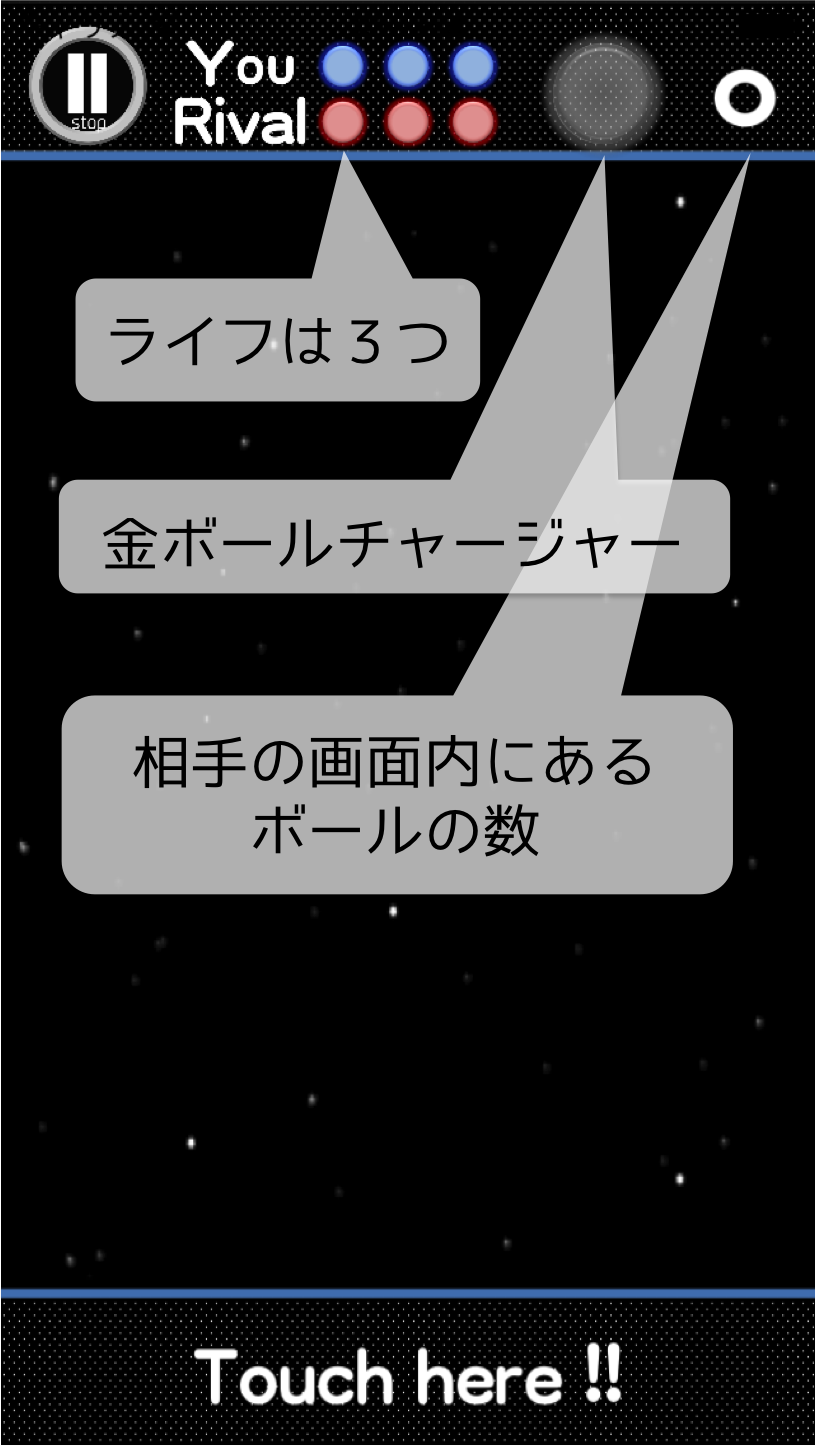 stop
You
Rival
0
ライフは３つ
金ボールチャージャー
相手の画面内にある
ボールの数
Touch here !!